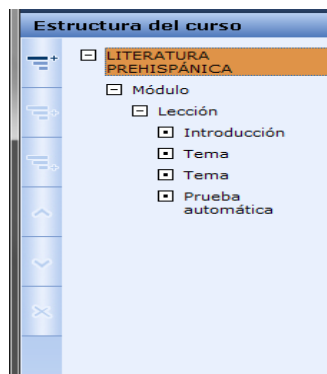 Estructura del curso
LITERATURA
PREHISPÁNICA
Módulo
Lección
Introducción
Tema
Tema
Prueba
automática